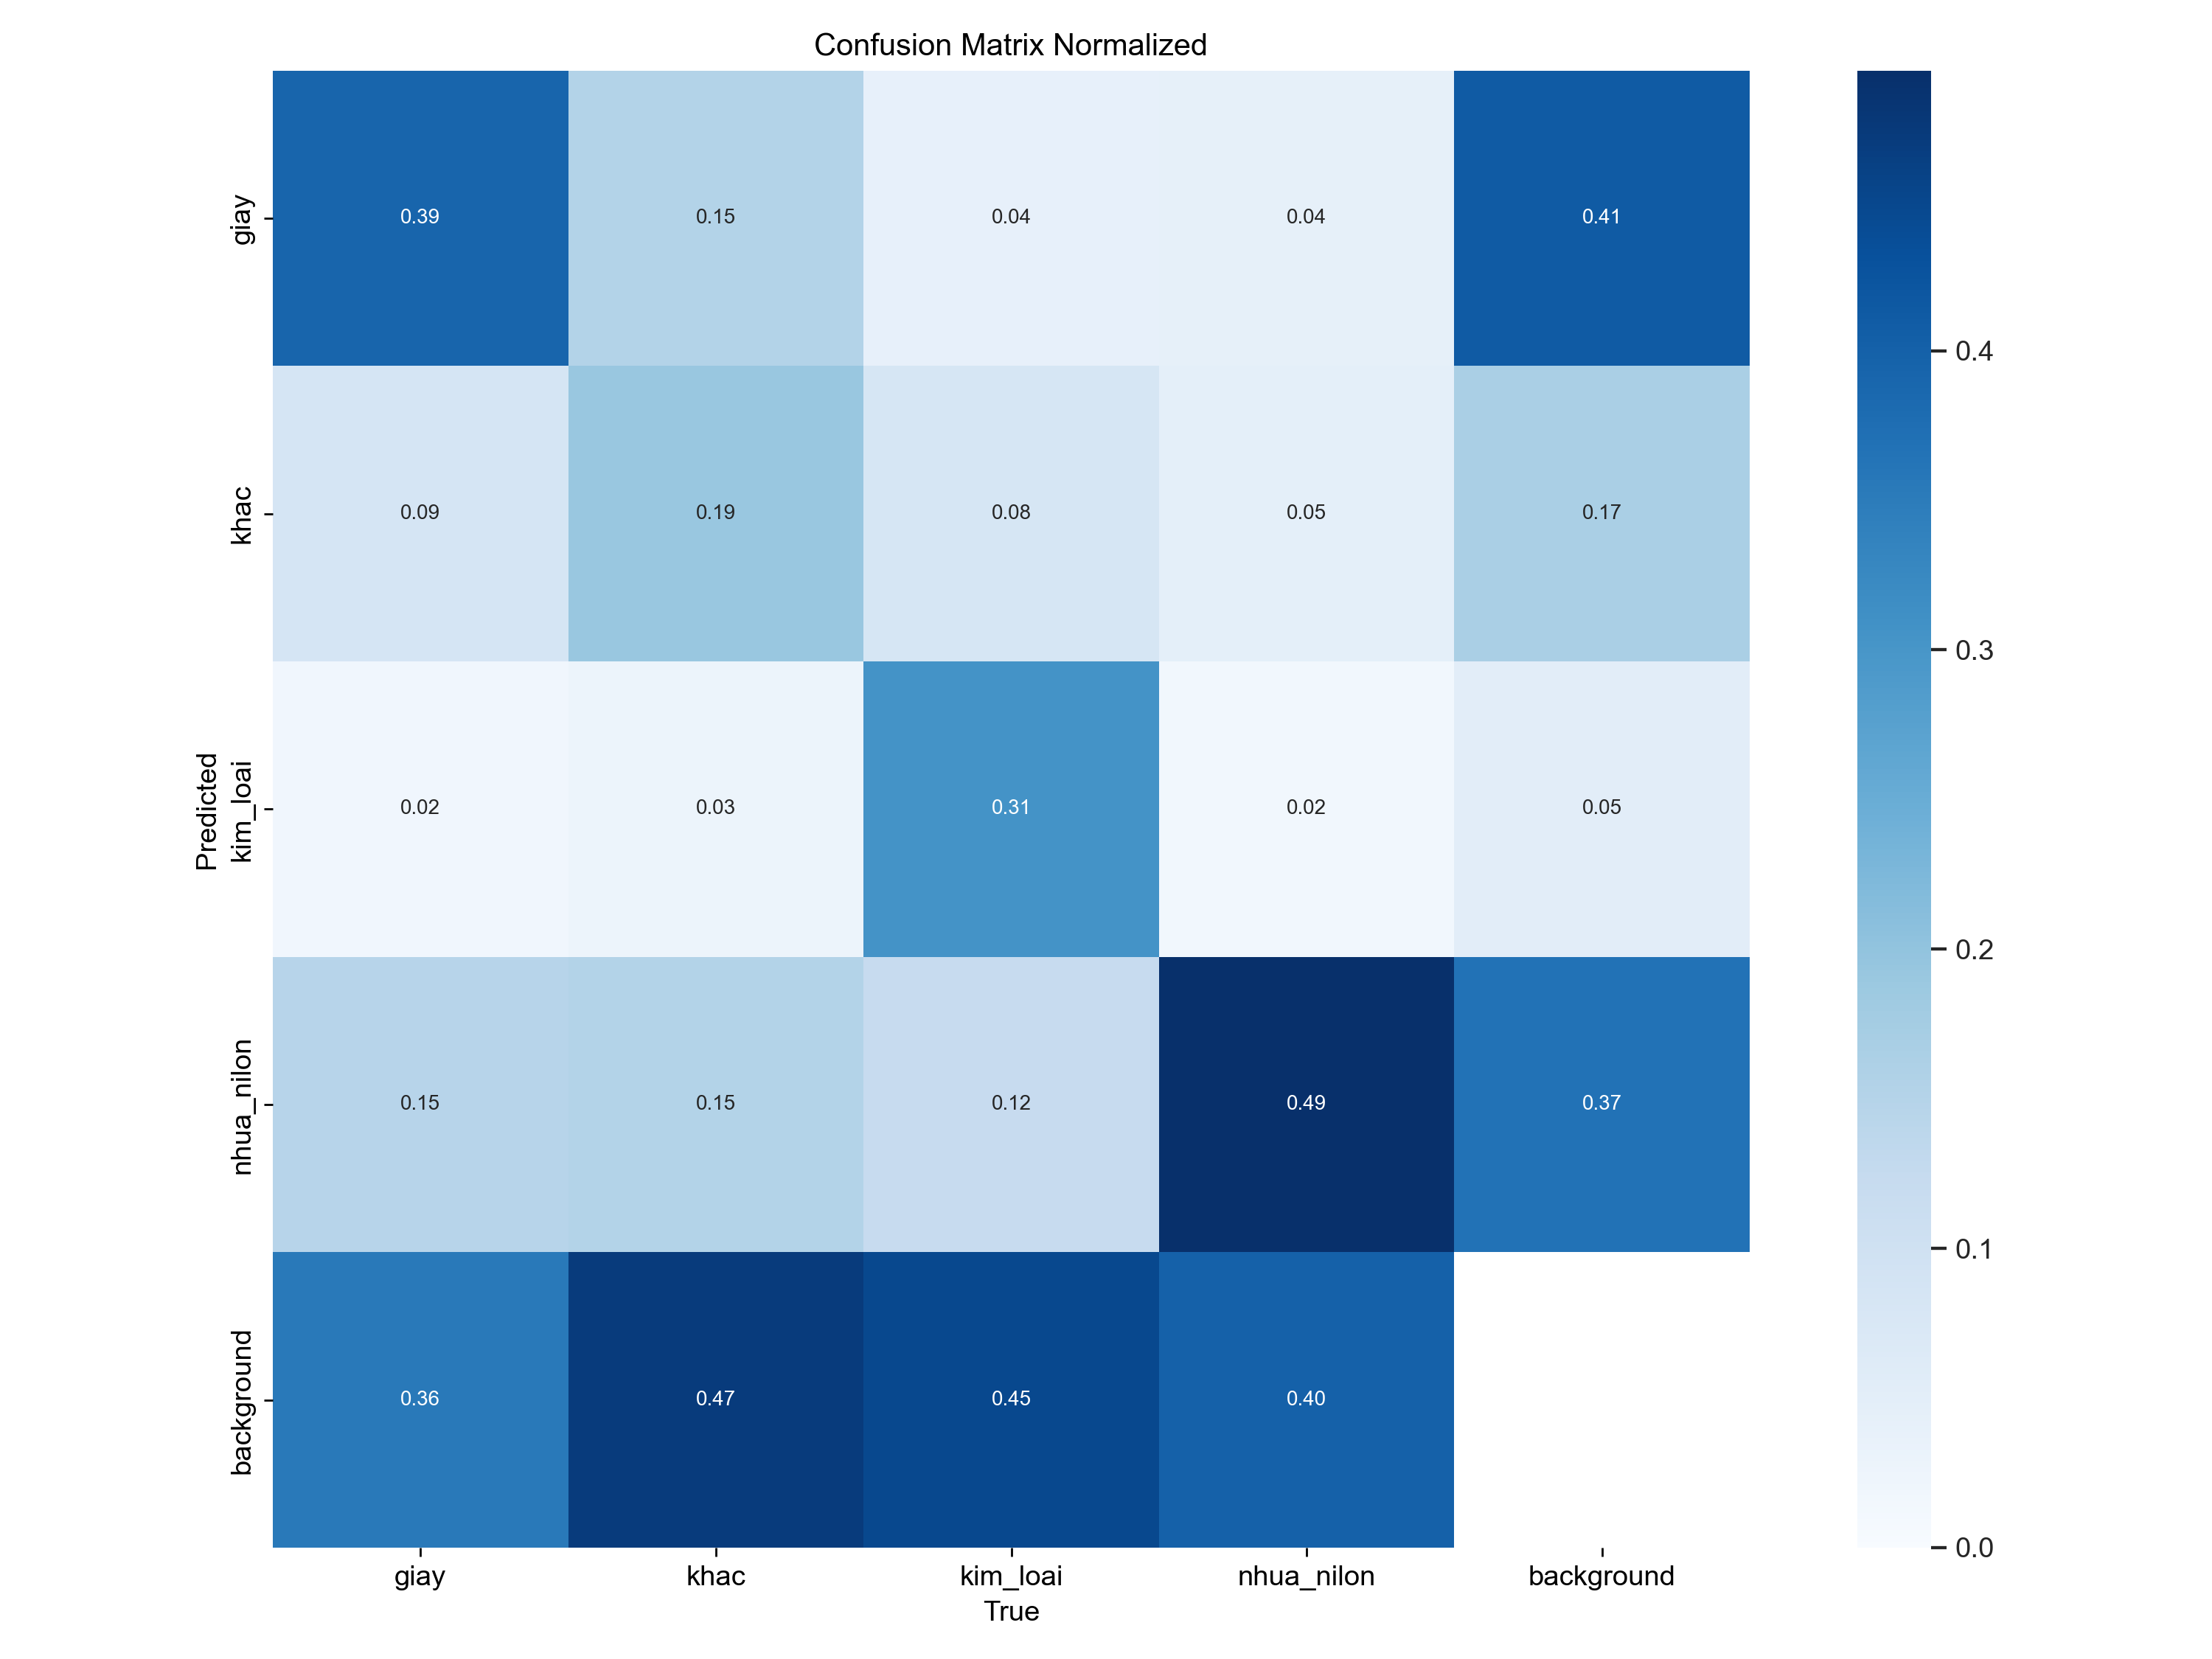 Confusion Matrix Normalized
giay 0.39 0.15 0.04 0.04 0.41
khac 0.09 0.19 0.08 0.05 0.17
kim_loai 0.02 0.03 0.31 0.02 0.05
nhua_nilon 0.15 0.15 0.12 0.49 0.37
background 0.36 0.47 0.45 0.40
Predicted
giay khac kim_loai nhua_nilon background
True
0.4
0.3
0.2
0.1
0.0